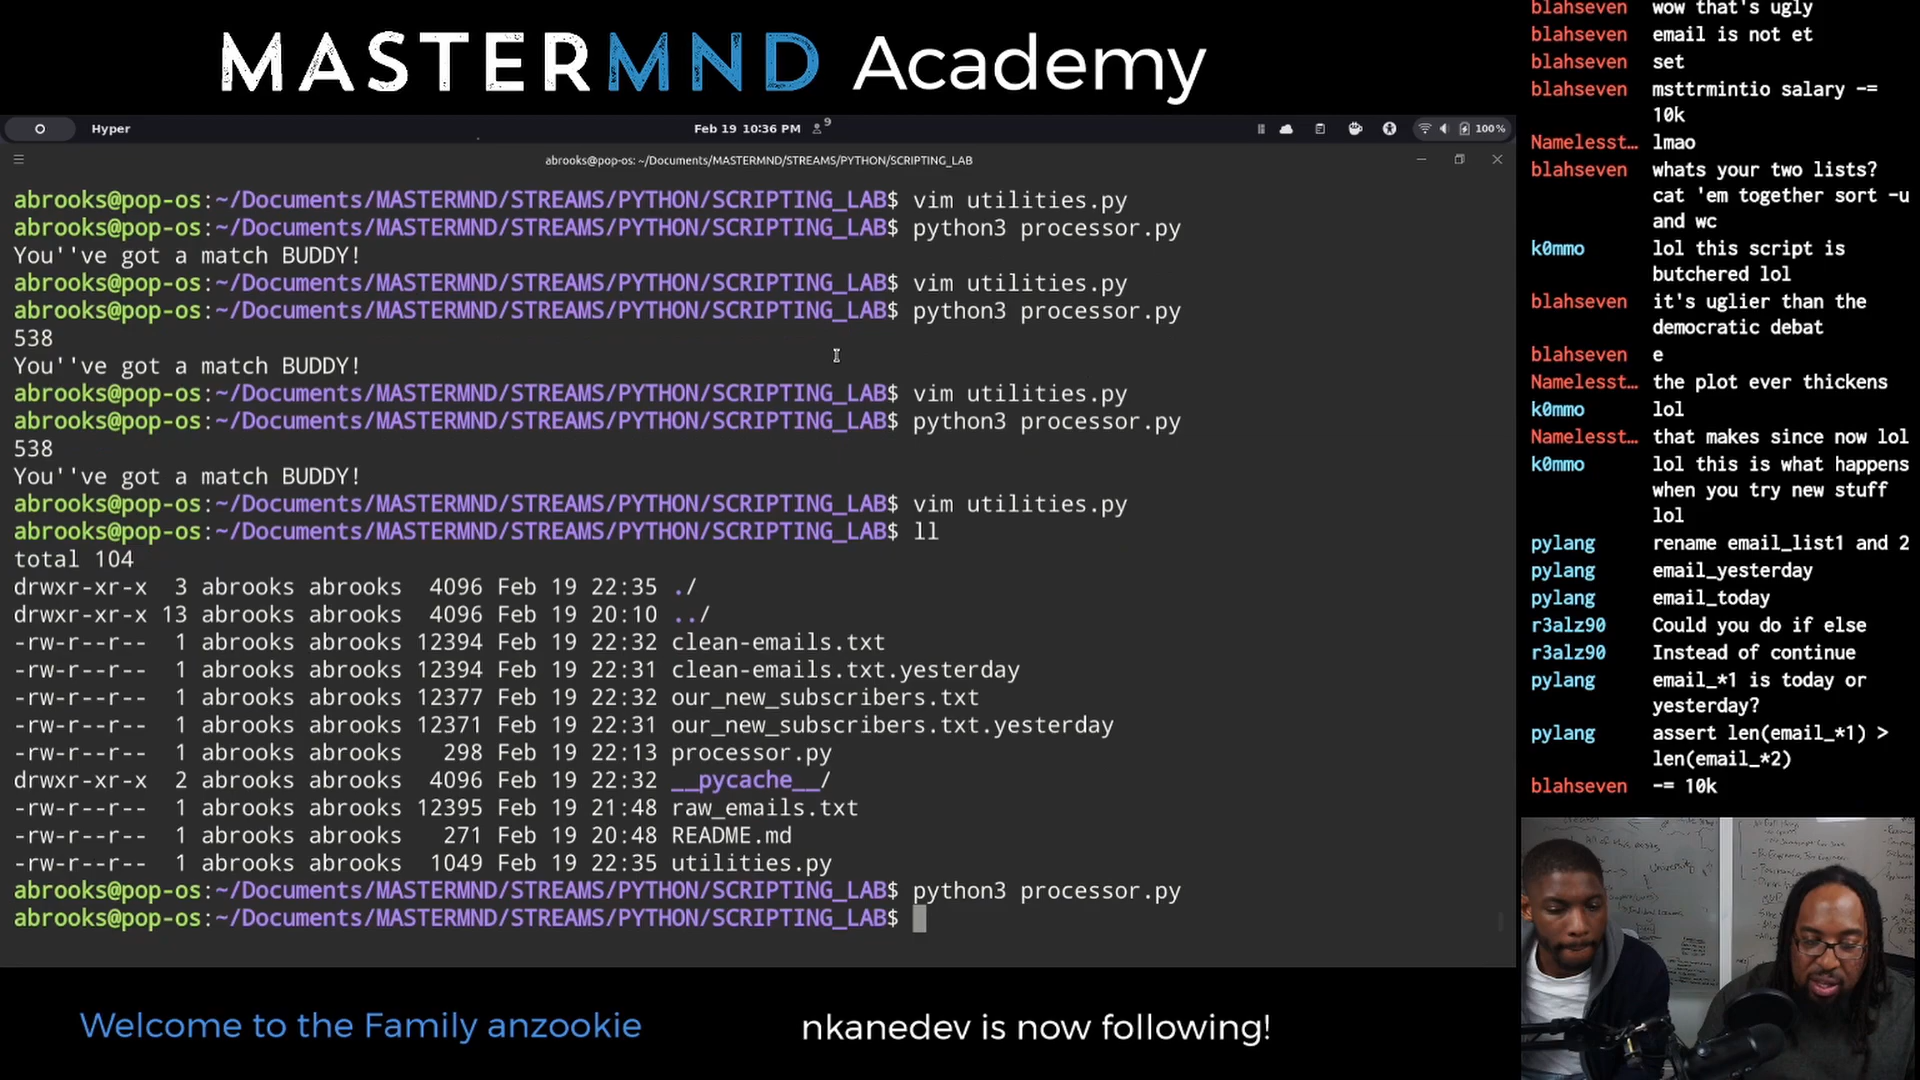 MASTERMND Academy
Hyper
Feb 19 10:36 PM
9
100%
abrooks@pop-os: ~/Documents/MASTERMND/STREAMS/PYTHON/SCRIPTING_LAB
abrooks@pop-os:~/Documents/MASTERMND/STREAMS/PYTHON/SCRIPTING_LAB$ vim utilities.py
abrooks@pop-os:~/Documents/MASTERMND/STREAMS/PYTHON/SCRIPTING_LAB$ python3 processor.py
You''ve got a match BUDDY!
abrooks@pop-os:~/Documents/MASTERMND/STREAMS/PYTHON/SCRIPTING_LAB$ vim utilities.py
abrooks@pop-os:~/Documents/MASTERMND/STREAMS/PYTHON/SCRIPTING_LAB$ python3 processor.py
538
You''ve got a match BUDDY!
abrooks@pop-os:~/Documents/MASTERMND/STREAMS/PYTHON/SCRIPTING_LAB$ vim utilities.py
abrooks@pop-os:~/Documents/MASTERMND/STREAMS/PYTHON/SCRIPTING_LAB$ python3 processor.py
538
You''ve got a match BUDDY!
abrooks@pop-os:~/Documents/MASTERMND/STREAMS/PYTHON/SCRIPTING_LAB$ vim utilities.py
abrooks@pop-os:~/Documents/MASTERMND/STREAMS/PYTHON/SCRIPTING_LAB$ ll
total 104
drwxr-xr-x 3 abrooks abrooks 4096 Feb 19 22:35 ./
drwxr-xr-x 13 abrooks abrooks 4096 Feb 19 20:10 ../
-rw-r--r-- 1 abrooks abrooks 12394 Feb 19 22:32 clean-emails.txt
-rw-r--r-- 1 abrooks abrooks 12394 Feb 19 22:31 clean-emails.txt.yesterday
-rw-r--r-- 1 abrooks abrooks 12377 Feb 19 22:32 our_new_subscribers.txt
-rw-r--r-- 1 abrooks abrooks 12371 Feb 19 22:31 our_new_subscribers.txt.yesterday
-rw-r--r-- 1 abrooks abrooks 298 Feb 19 22:13 processor.py
drwxr-xr-x 2 abrooks abrooks 4096 Feb 19 22:32 __pycache__/
-rw-r--r-- 1 abrooks abrooks 12395 Feb 19 21:48 raw_emails.txt
-rw-r--r-- 1 abrooks abrooks 271 Feb 19 20:48 README.md
-rw-r--r-- 1 abrooks abrooks 1049 Feb 19 22:35 utilities.py
abrooks@pop-os:~/Documents/MASTERMND/STREAMS/PYTHON/SCRIPTING_LAB$ python3 processor.py
abrooks@pop-os:~/Documents/MASTERMND/STREAMS/PYTHON/SCRIPTING_LAB$
blahseven wow that's ugly
blahseven email is not et
blahseven set
blahseven msttrmintio salary -=
10k
Namelesst… lmao
blahseven whats your two lists?
cat 'em together sort -u
and wc
k0mmo lol this script is
butchered lol
blahseven it's uglier than the
democratic debat
blahseven e
Namelesst… the plot ever thickens
k0mmo lol
Namelesst… that makes since now lol
k0mmo lol this is what happens
when you try new stuff
lol
pylang rename email_list1 and 2
pylang email_yesterday
pylang email_today
r3alz90 Could you do if else
r3alz90 Instead of continue
pylang email_*1 is today or
yesterday?
pylang assert len(email_*1) >
len(email_*2)
blahseven -= 10k
Welcome to the Family anzookie
nkanedev is now following!